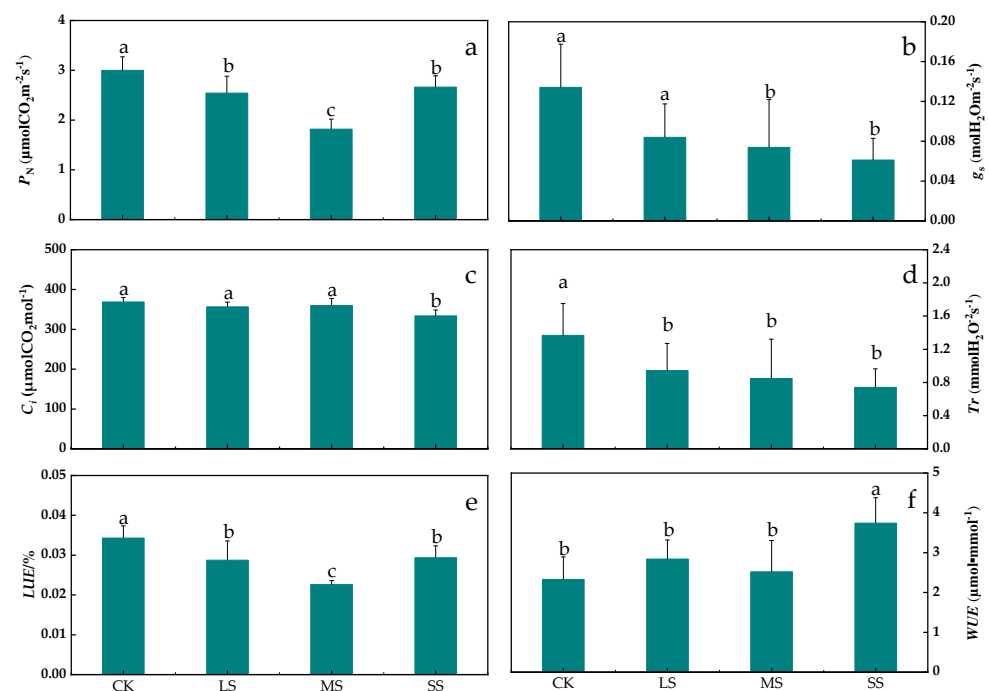 4
3
2
1
0
P_N (μmolCO₂m⁻²s⁻¹)
a
b
c
b
a
0.20
0.16
0.12
0.08
0.04
0.00
g_s (molH₂Om⁻²s⁻¹)
a
a
b
b
b
500
400
300
200
100
0
C_i (μmolCO₂mol⁻¹)
a
a
a
b
c
2.4
2.0
1.6
1.2
0.8
0.4
0.0
Tr (mmolH₂O⁻²s⁻¹)
a
b
b
b
d
0.05
0.04
0.03
0.02
0.01
0.00
LUE/%
a
b
c
b
e
CK LS MS SS
5
4
3
2
1
0
WUE (μmol•mmol⁻¹)
b
b
b
a
f
CK LS MS SS